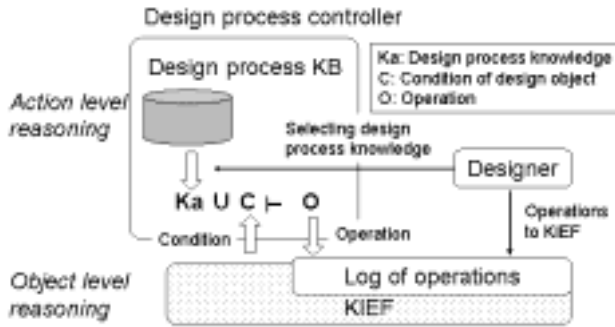 Design process controller
Design process KB
Ka: Design process knowledge
C: Condition of design object
O: Operation
Action level
reasoning
Selecting design
process knowledge
Designer
Ka U C ⊢ O
Operations
to KIEF
Condition
Operation
Object level
reasoning
Log of operations
KIEF